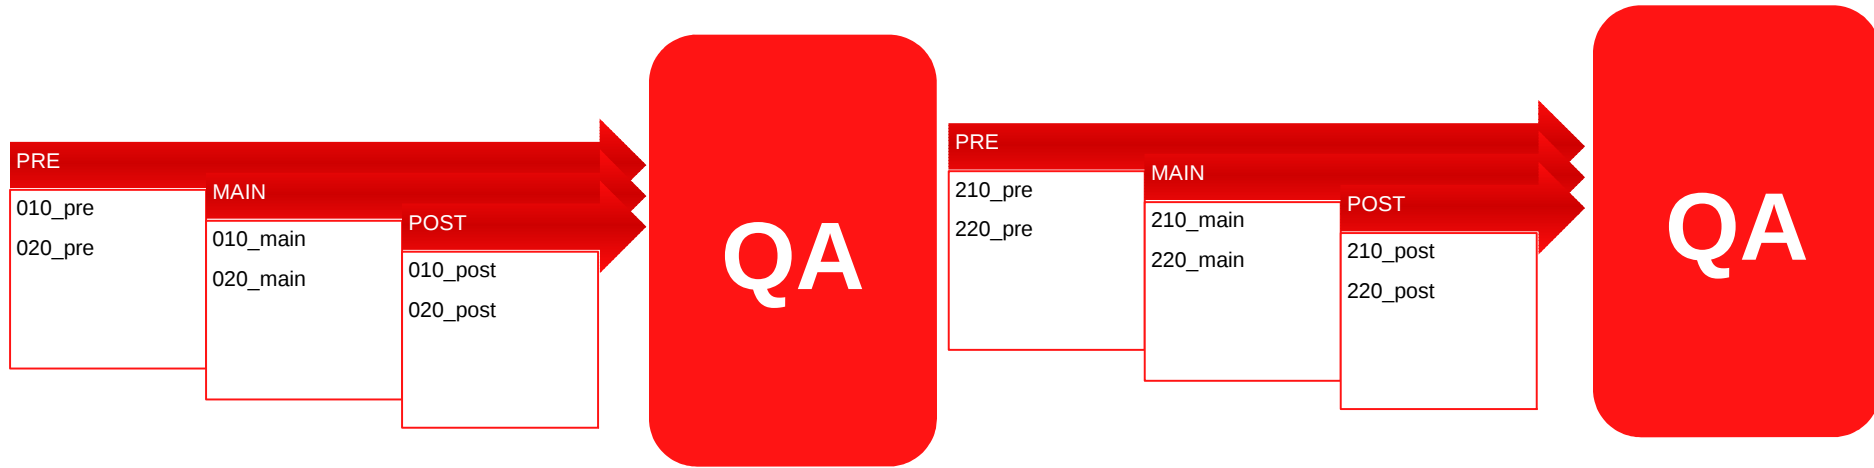 PRE
010_pre
020_pre
MAIN
010_main
020_main
POST
010_post
020_post
QA
PRE
210_pre
220_pre
MAIN
210_main
220_main
POST
210_post
220_post
QA